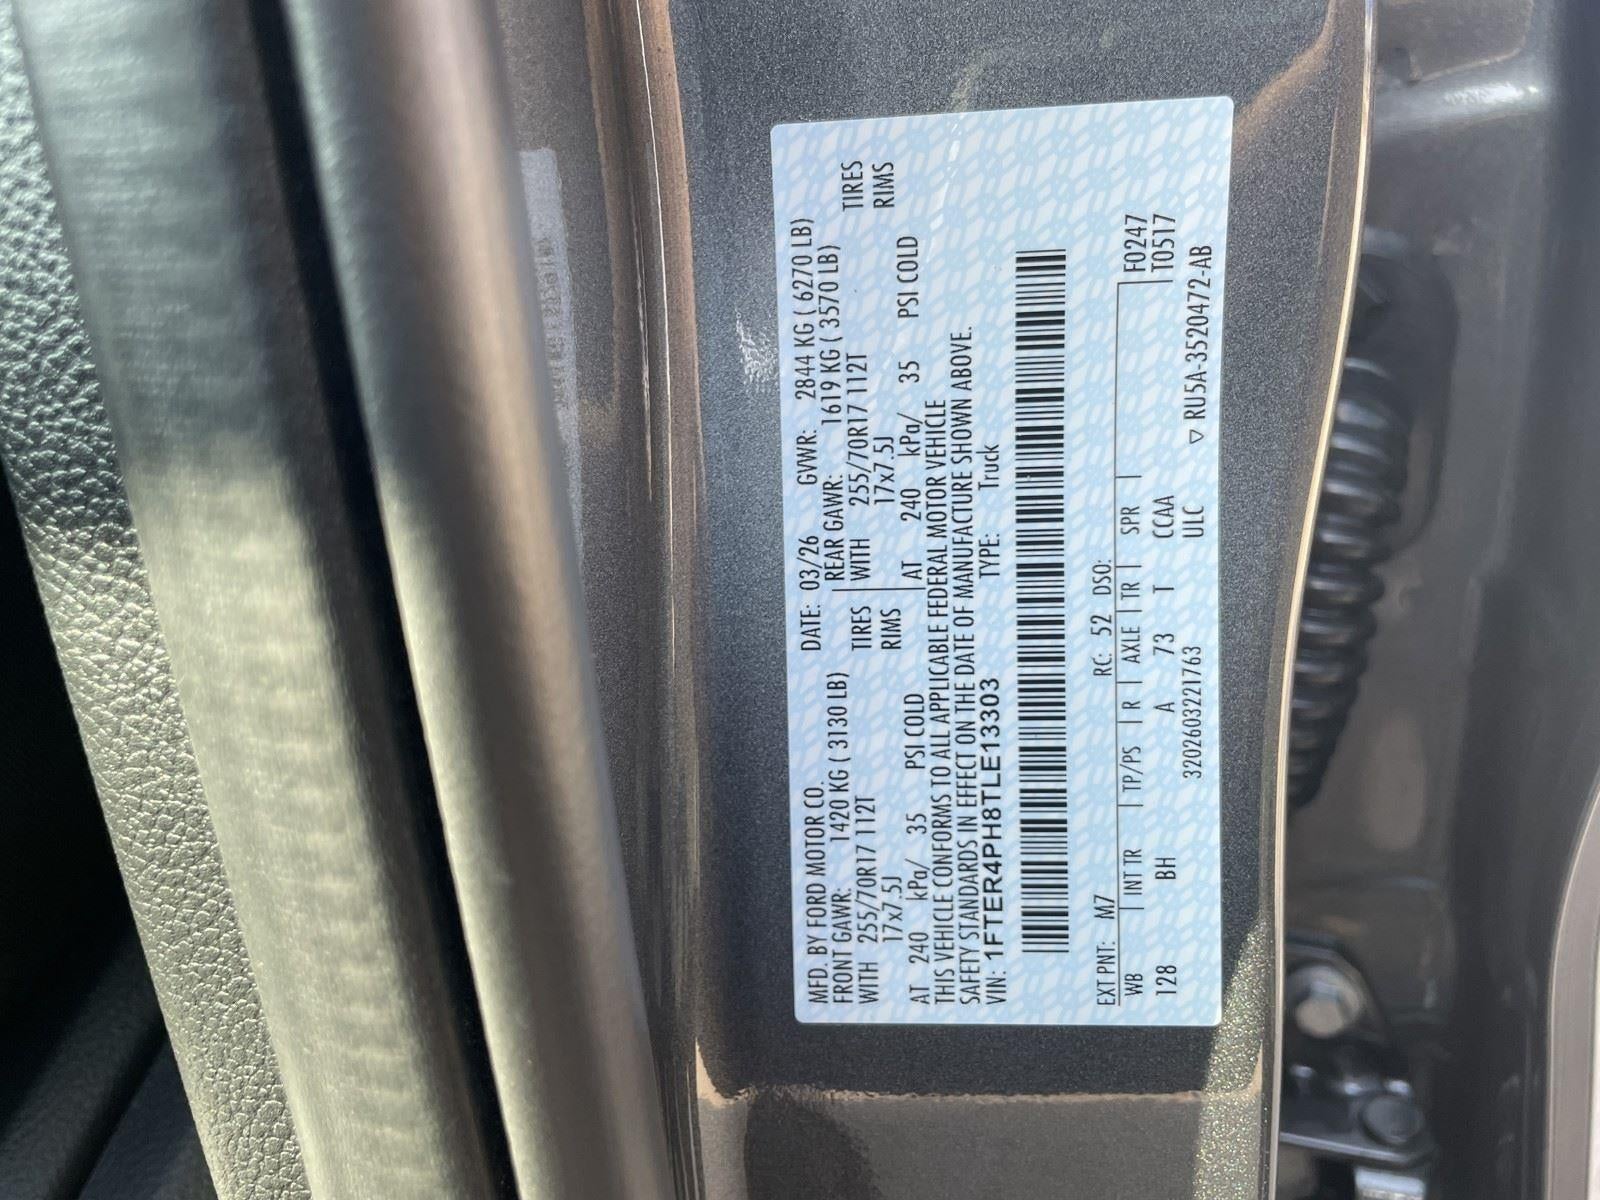 MFD. BY FORD MOTOR CO. DATE: 03/26 GVWR: 2844 KG ( 6270 LB)
FRONT GAWR: 1420 KG ( 3130 LB) REAR GAWR: 1619 KG ( 3570 LB)
WITH 255/70R17 112T TIRES WITH 255/70R17 112T TIRES
17x7.5J RIMS 17x7.5J RIMS
AT 240 kPa/ 35 PSI COLD AT 240 kPa/ 35 PSI COLD
THIS VEHICLE CONFORMS TO ALL APPLICABLE FEDERAL MOTOR VEHICLE
SAFETY STANDARDS IN EFFECT ON THE DATE OF MANUFACTURE SHOWN ABOVE.
VIN: 1FTER4PH8TLE13303 TYPE: Truck
EXT PNT: M7 RC: 52 DSO:
WB INT TR TP/PS R AXLE TR SPR F0247
128 BH A 73 T CCAA T0517
3202603221763 ULC ▽ RU5A-3520472-AB